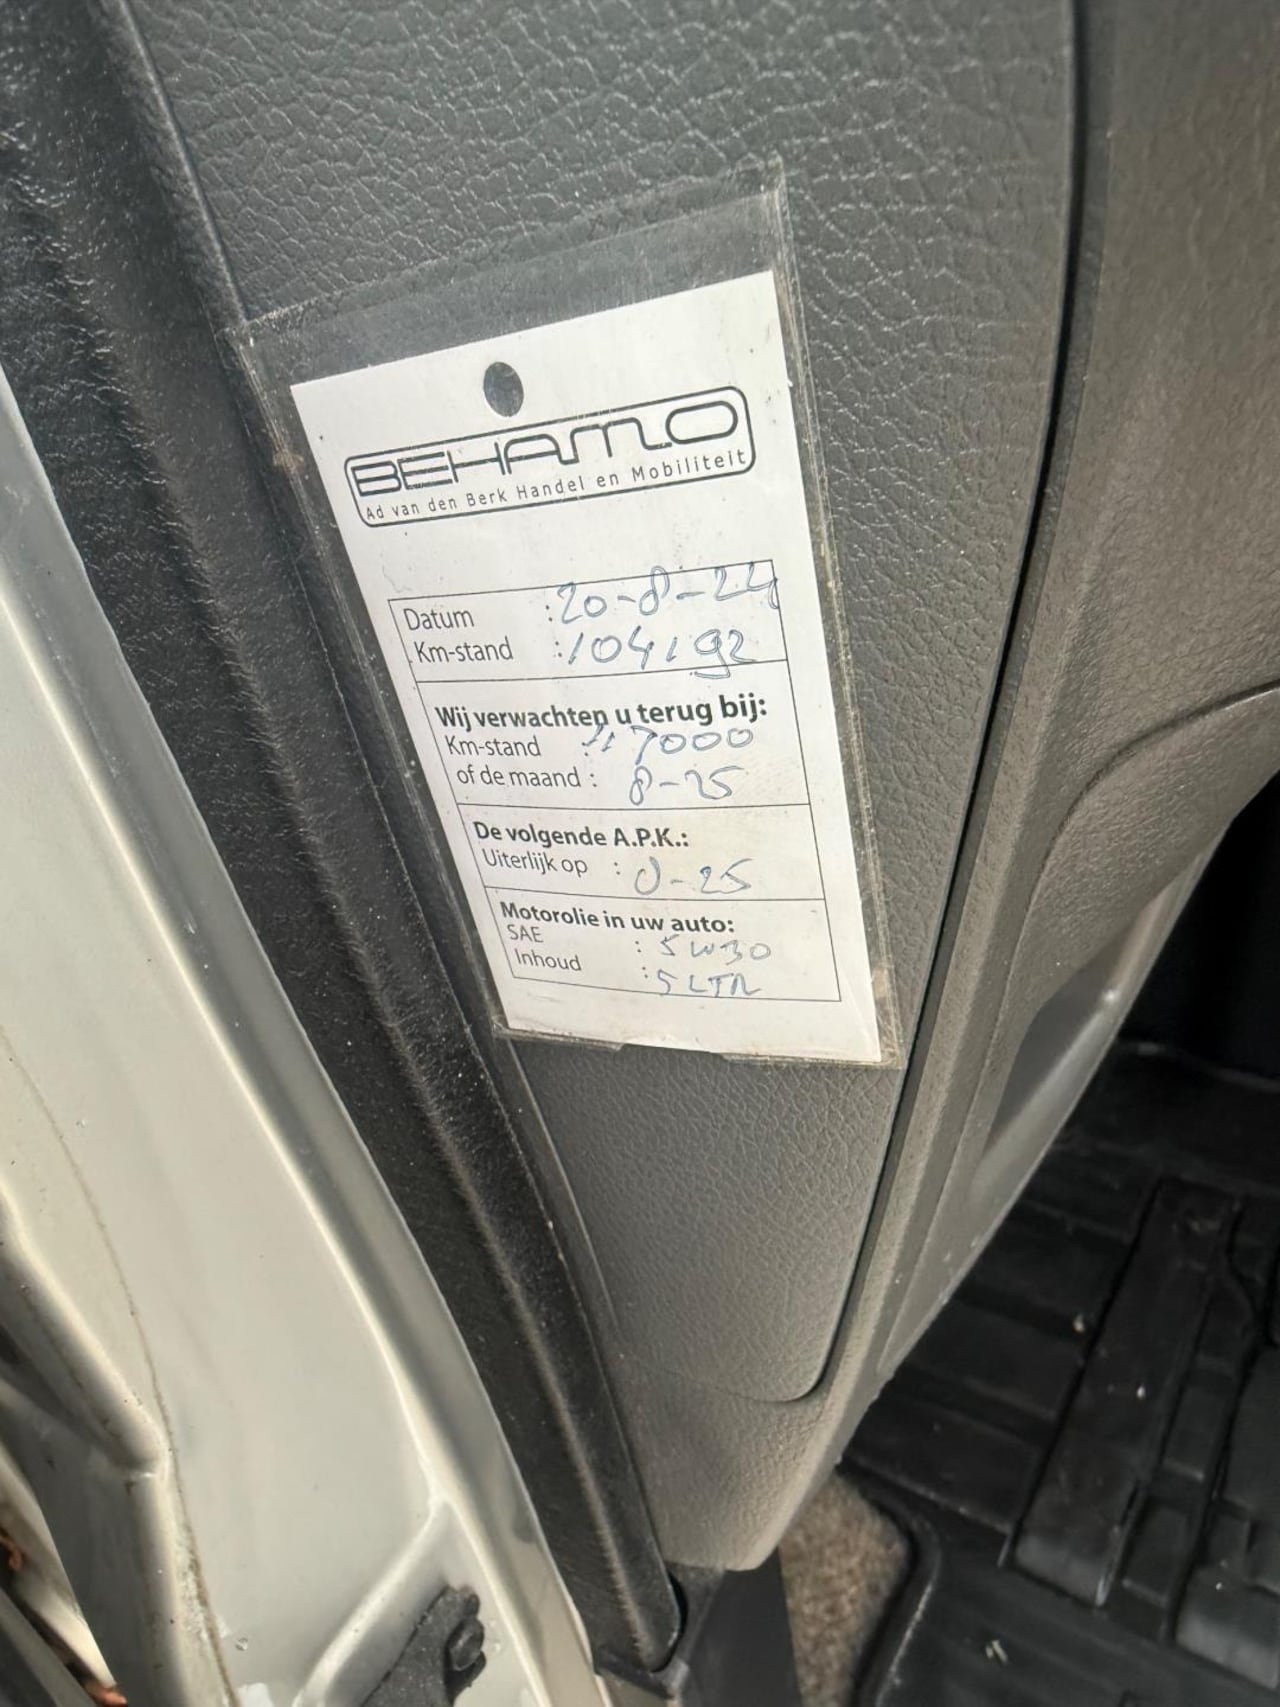 BEHAMO
Ad van den Berk Handel en Mobiliteit
Datum : 20-8-24
Km-stand : 104192
Wij verwachten u terug bij:
Km-stand : 117000
of de maand : 8-25
De volgende A.P.K.:
Uiterlijk op : 8-25
Motorolie in uw auto:
SAE : 5W30
Inhoud : 5 LTR